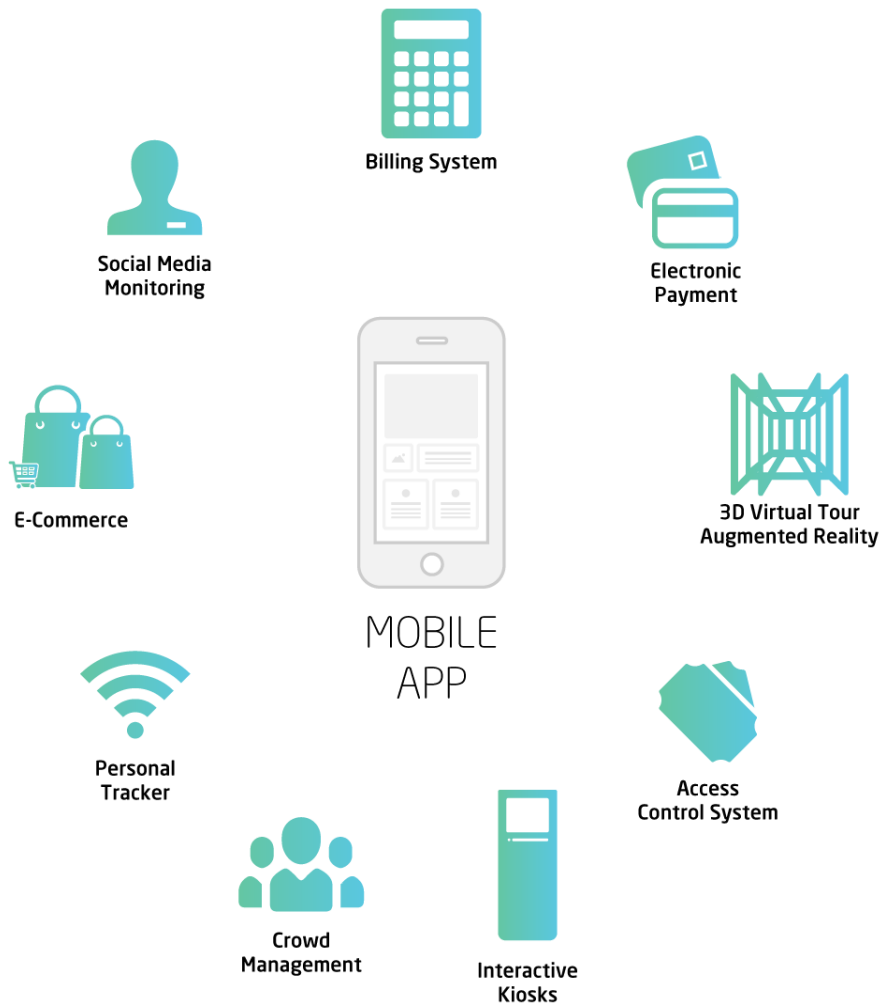 Billing System
Social Media
Monitoring
Electronic
Payment
E-Commerce
3D Virtual Tour
Augmented Reality
MOBILE
APP
Personal
Tracker
Access
Control System
Crowd
Management
Interactive
Kiosks